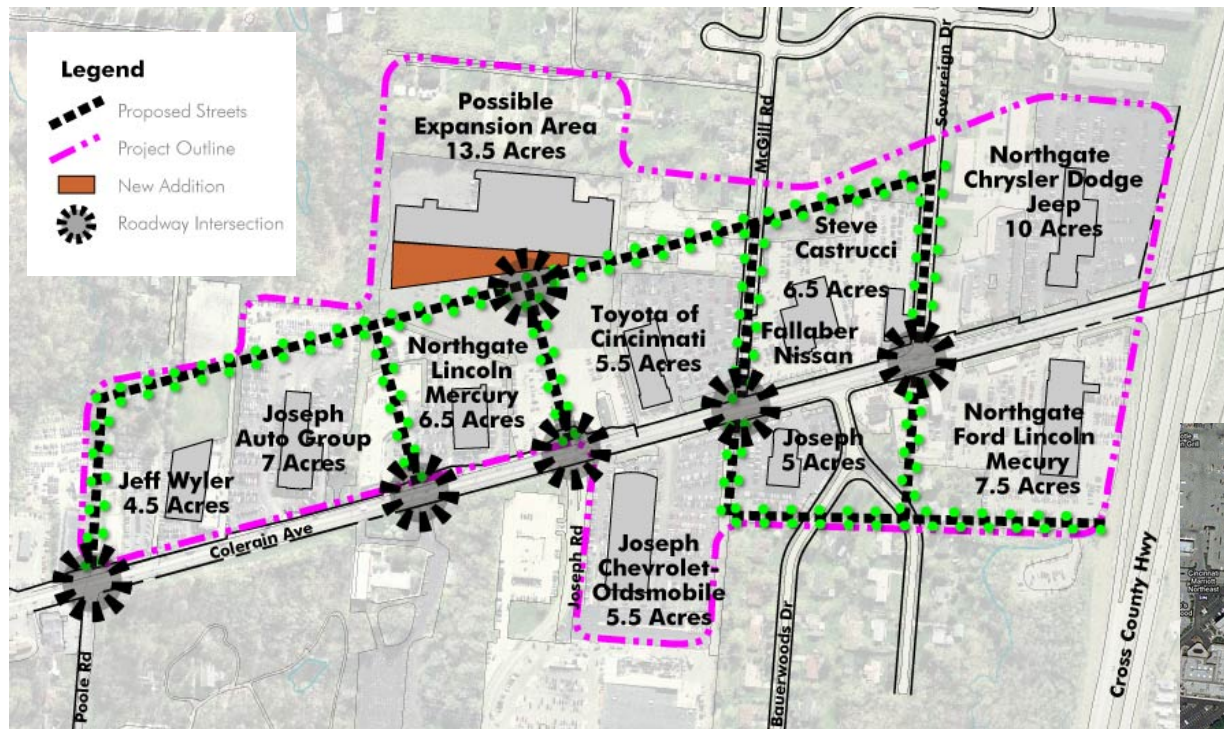 Legend
Proposed Streets
Project Outline
New Addition
Roadway Intersection
Possible
Expansion Area
13.5 Acres
McGill Rd
Sovereign Dr
Northgate
Chrysler Dodge
Jeep
10 Acres
Steve
Castrucci
6.5 Acres
Fallaber
Nissan
Toyota of
Cincinnati
5.5 Acres
Northgate
Lincoln
Mercury
6.5 Acres
Joseph
Auto Group
7 Acres
Jeff Wyler
4.5 Acres
Colerain Ave
Joseph
5 Acres
Northgate
Ford Lincoln
Mecury
7.5 Acres
Joseph Rd
Joseph
Chevrolet-
Oldsmobile
5.5 Acres
Poole Rd
Bauerwoods Dr
Cross County Hwy
Cincinnati
Marriott
Northeast